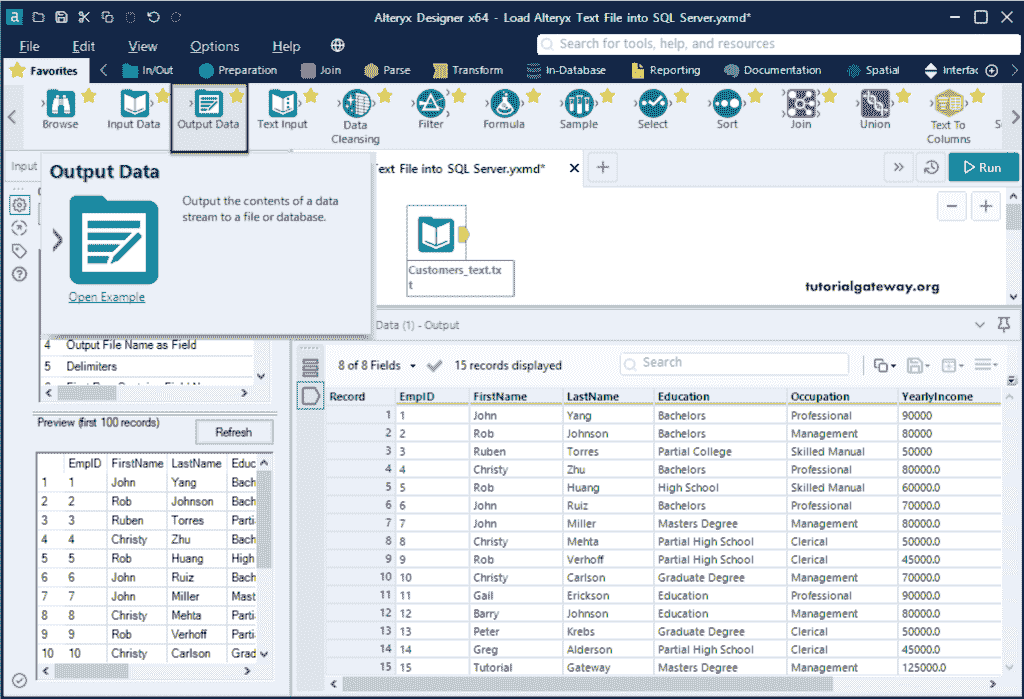 Alteryx Designer x64 - Load Alteryx Text File into SQL Server.yxmd*
File Edit View Options Help Search for tools, help, and resources
Favorites In/Out Preparation Join Parse Transform In-Database Reporting Documentation Spatial Interfac
Browse Input Data Output Data Text Input Data Cleansing Filter Formula Sample Select Sort Join Union Text To Columns S
Input
Output Data
Output the contents of a data
stream to a file or database.
Open Example
Text File into SQL Server.yxmd*
Run
Customers_text.tx
t
tutorialgateway.org
Data (1) - Output
4 Output File Name as Field
5 Delimiters
8 of 8 Fields 15 records displayed Search
Preview (first 100 records)
Refresh
EmpID FirstName LastName Educ
1 1 John Yang Bach
2 2 Rob Johnson Bach
3 3 Ruben Torres Parti
4 4 Christy Zhu Bach
5 5 Rob Huang High
6 6 John Ruiz Bach
7 7 John Miller Mast
8 8 Christy Mehta Parti
9 9 Rob Verhoff Parti
10 10 Christy Carlson Grad
Record EmpID FirstName LastName Education Occupation YearlyIncome
1 1 John Yang Bachelors Professional 90000
2 2 Rob Johnson Bachelors Management 80000
3 3 Ruben Torres Partial College Skilled Manual 50000
4 4 Christy Zhu Bachelors Professional 80000.0
5 5 Rob Huang High School Skilled Manual 60000.0
6 6 John Ruiz Bachelors Professional 70000.0
7 7 John Miller Masters Degree Management 80000.0
8 8 Christy Mehta Partial High School Clerical 50000.0
9 9 Rob Verhoff Partial High School Clerical 45000.0
10 10 Christy Carlson Graduate Degree Management 70000.0
11 11 Gail Erickson Education Professional 90000.0
12 12 Barry Johnson Education Management 80000.0
13 13 Peter Krebs Graduate Degree Clerical 50000.0
14 14 Greg Alderson Partial High School Clerical 45000.0
15 15 Tutorial Gateway Masters Degree Management 125000.0